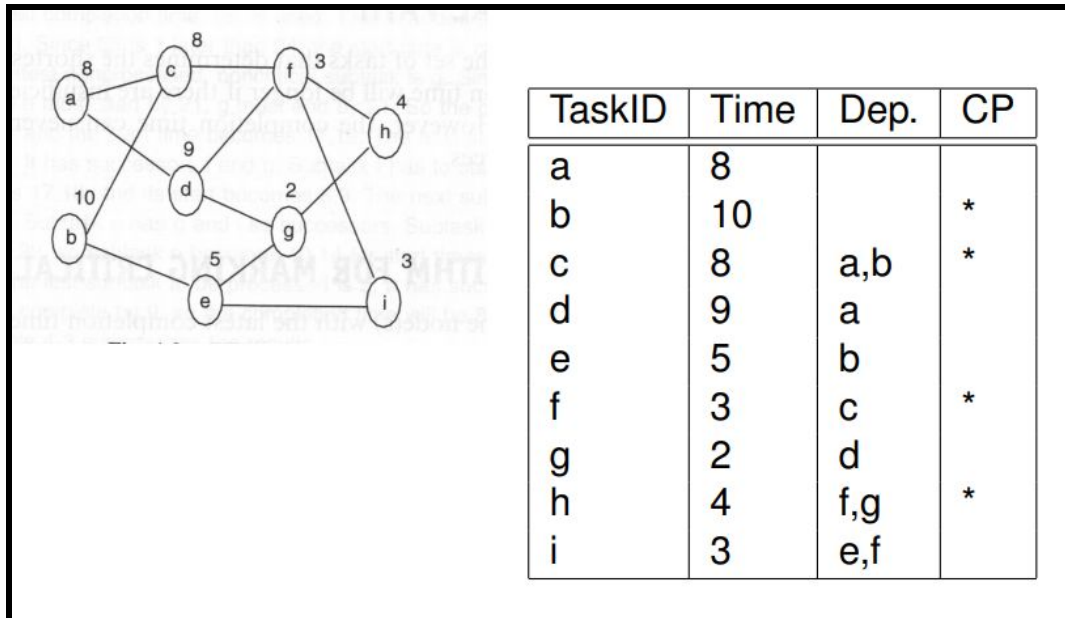 8
8
c
f 3
a
4
h
9
d
2
g
10
b
5
e
3
i
TaskID Time Dep. CP
a 8
b 10 *
c 8 a,b *
d 9 a
e 5 b
f 3 c *
g 2 d
h 4 f,g *
i 3 e,f